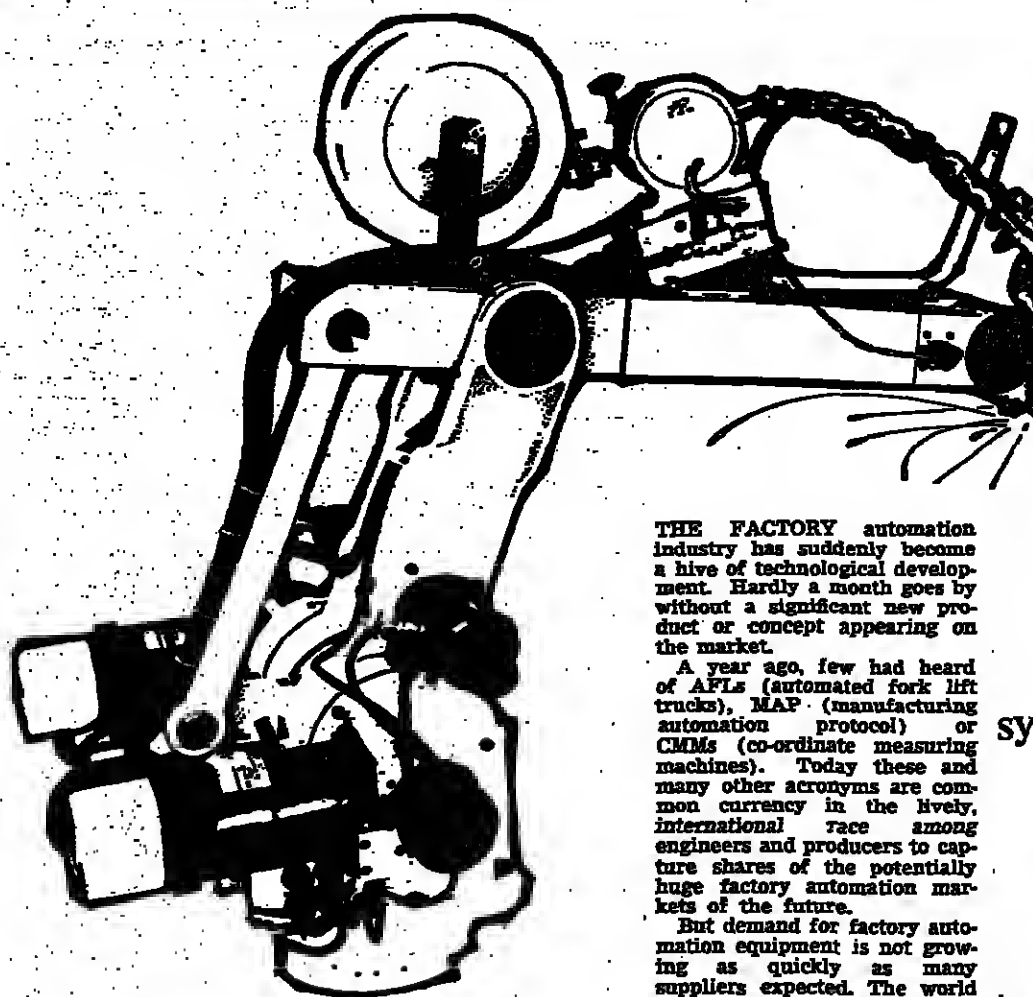 THE FACTORY automation
industry has suddenly become
a hive of technological develop-
ment. Hardly a month goes by
without a significant new pro-
duct or concept appearing on
the market.
A year ago, few had heard
of AFLs (automated fork lift
trucks), MAP (manufacturing
automation protocol) or
CMMs (co-ordinate measuring
machines). Today these and
many other acronyms are com-
mon currency in the lively,
international race among
engineers and producers to cap-
ture shares of the potentially
huge factory automation mar-
kets of the future.
But demand for factory auto-
mation equipment is not grow-
ing as quickly as many
suppliers expected. The world
sy